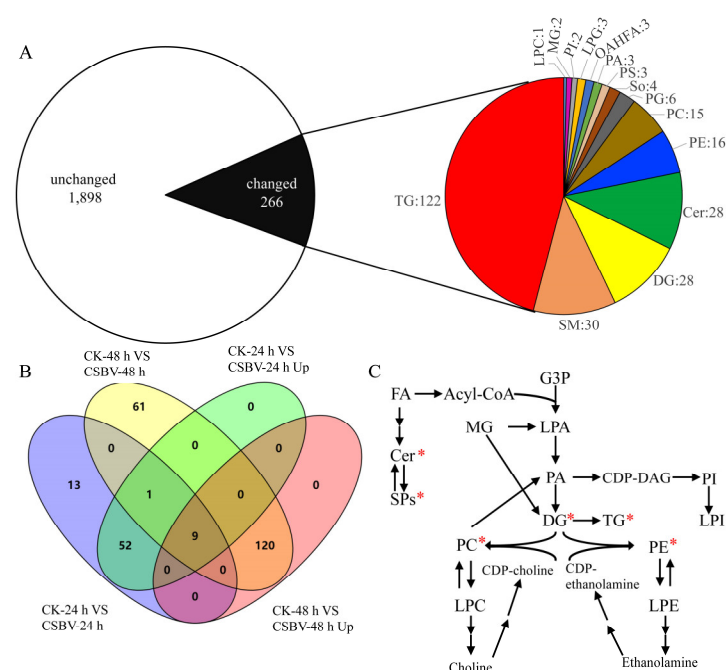 A
unchanged
1,898
changed
266
LPC:1
MG:2
PI:2
LPG:3
OAHFA:3
PA:3
PS:3
So:4
PG:6
PC:15
PE:16
Cer:28
DG:28
SM:30
TG:122
B
CK-48 h VS
CSBV-48 h
CK-24 h VS
CSBV-24 h Up
61
0
0
0
13
0
1
0
0
9
52
120
0
0
0
CK-24 h VS
CSBV-24 h
CK-48 h VS
CSBV-48 h Up
C
G3P
FA
Acyl-CoA
MG
LPA
Cer*
SPs*
PA
CDP-DAG
PI
LPI
DG*
TG*
PC*
PE*
CDP-choline
CDP-
ethanolamine
LPC
LPE
Choline
Ethanolamine